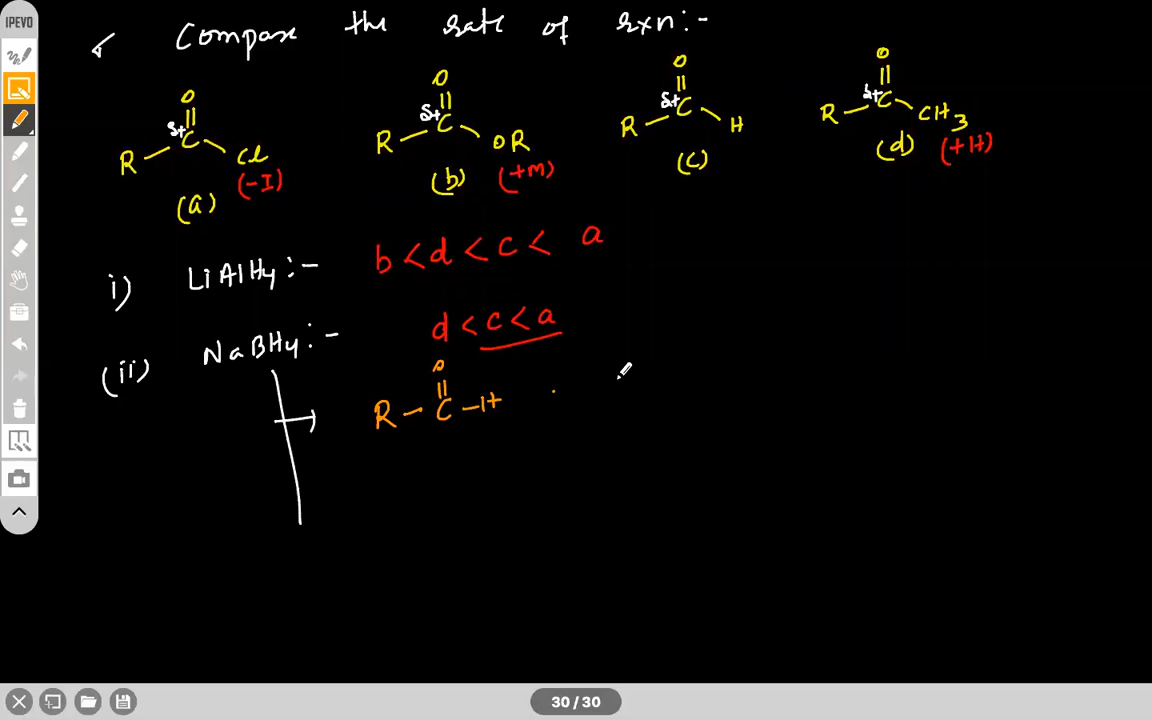 IPEVO
Compare the rate of rxn:-
O O O O
|| || || ||
R-C-Cl R-C-OR R-C-H R-C-CH3
δ+ δ+ δ+ δ+
(-I) (+M) (+H)
(a) (b) (c) (d)
i) LiAlH4:- b < d < c < a
(ii) NaBH4:- d < c < a
O
||
R-C-H
30 / 30